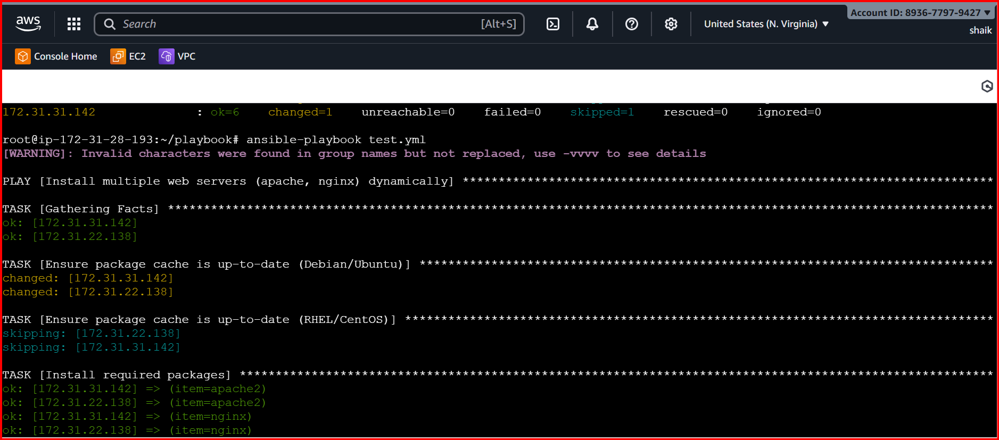 aws
Search [Alt+S]
United States (N. Virginia) ▼
Account ID: 8936-7797-9427 ▼
shaik
Console Home
EC2
VPC
172.31.31.142 : ok=6 changed=1 unreachable=0 failed=0 skipped=1 rescued=0 ignored=0
root@ip-172-31-28-193:~/playbook# ansible-playbook test.yml
[WARNING]: Invalid characters were found in group names but not replaced, use -vvvv to see details
PLAY [Install multiple web servers (apache, nginx) dynamically] **************************************************************************
TASK [Gathering Facts] *******************************************************************************************************************
ok: [172.31.31.142]
ok: [172.31.22.138]
TASK [Ensure package cache is up-to-date (Debian/Ubuntu)] ********************************************************************************
changed: [172.31.31.142]
changed: [172.31.22.138]
TASK [Ensure package cache is up-to-date (RHEL/CentOS)] **********************************************************************************
skipping: [172.31.22.138]
skipping: [172.31.31.142]
TASK [Install required packages] *********************************************************************************************************
ok: [172.31.31.142] => (item=apache2)
ok: [172.31.22.138] => (item=apache2)
ok: [172.31.31.142] => (item=nginx)
ok: [172.31.22.138] => (item=nginx)